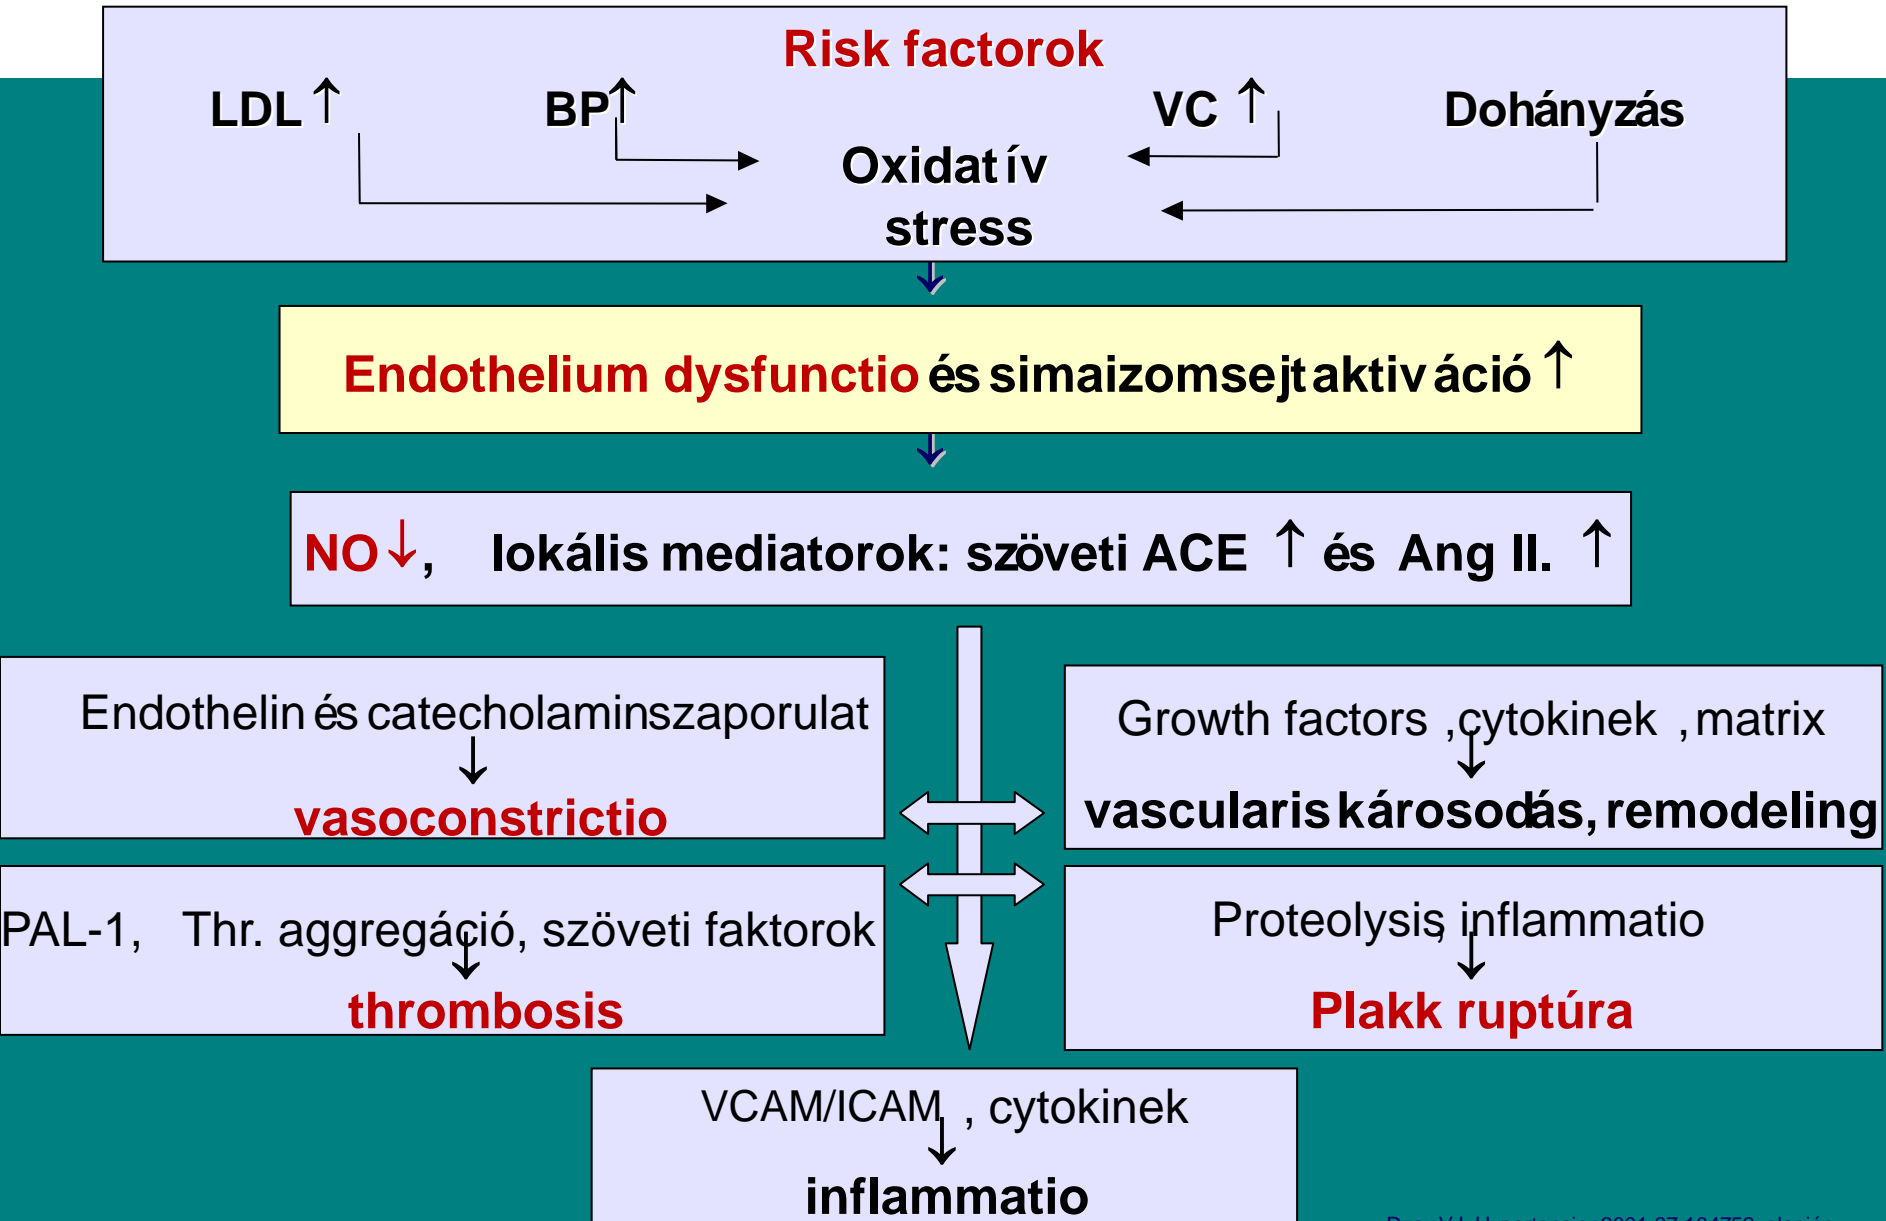 Risk factorok
LDL ↑ BP↑ VC ↑ Dohányzás
Oxidatív
stress
↓
Endothelium dysfunctio és simaizomsejt aktiváció ↑
↓
NO ↓, lokális mediatorok: szöveti ACE ↑ és Ang II. ↑
Endothelin és catecholaminszaporulat
↓
vasoconstrictio
Growth factors ,cytokinek , matrix
↓
vascularis károsodás, remodeling
PAL-1, Thr. aggregáció, szöveti faktorok
↓
thrombosis
Proteolysis, inflammatio
↓
Plakk ruptúra
VCAM/ICAM , cytokinek
↓
inflammatio